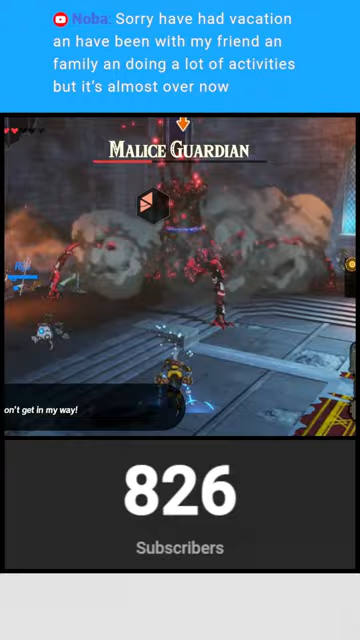 Noba: Sorry have had vacation
an have been with my friend an
family an doing a lot of activities
but it's almost over now
MALICE GUARDIAN
on't get in my way!
826
Subscribers